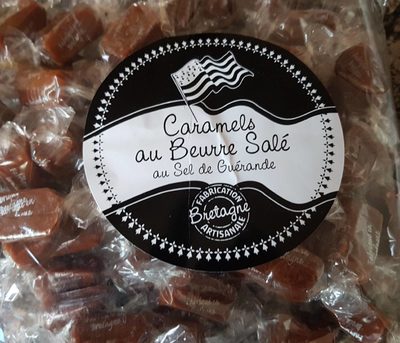 Caramels
au Beurre Salé
au Sel de Guérande
FABRICATION
Bretagne
ARTISANALE